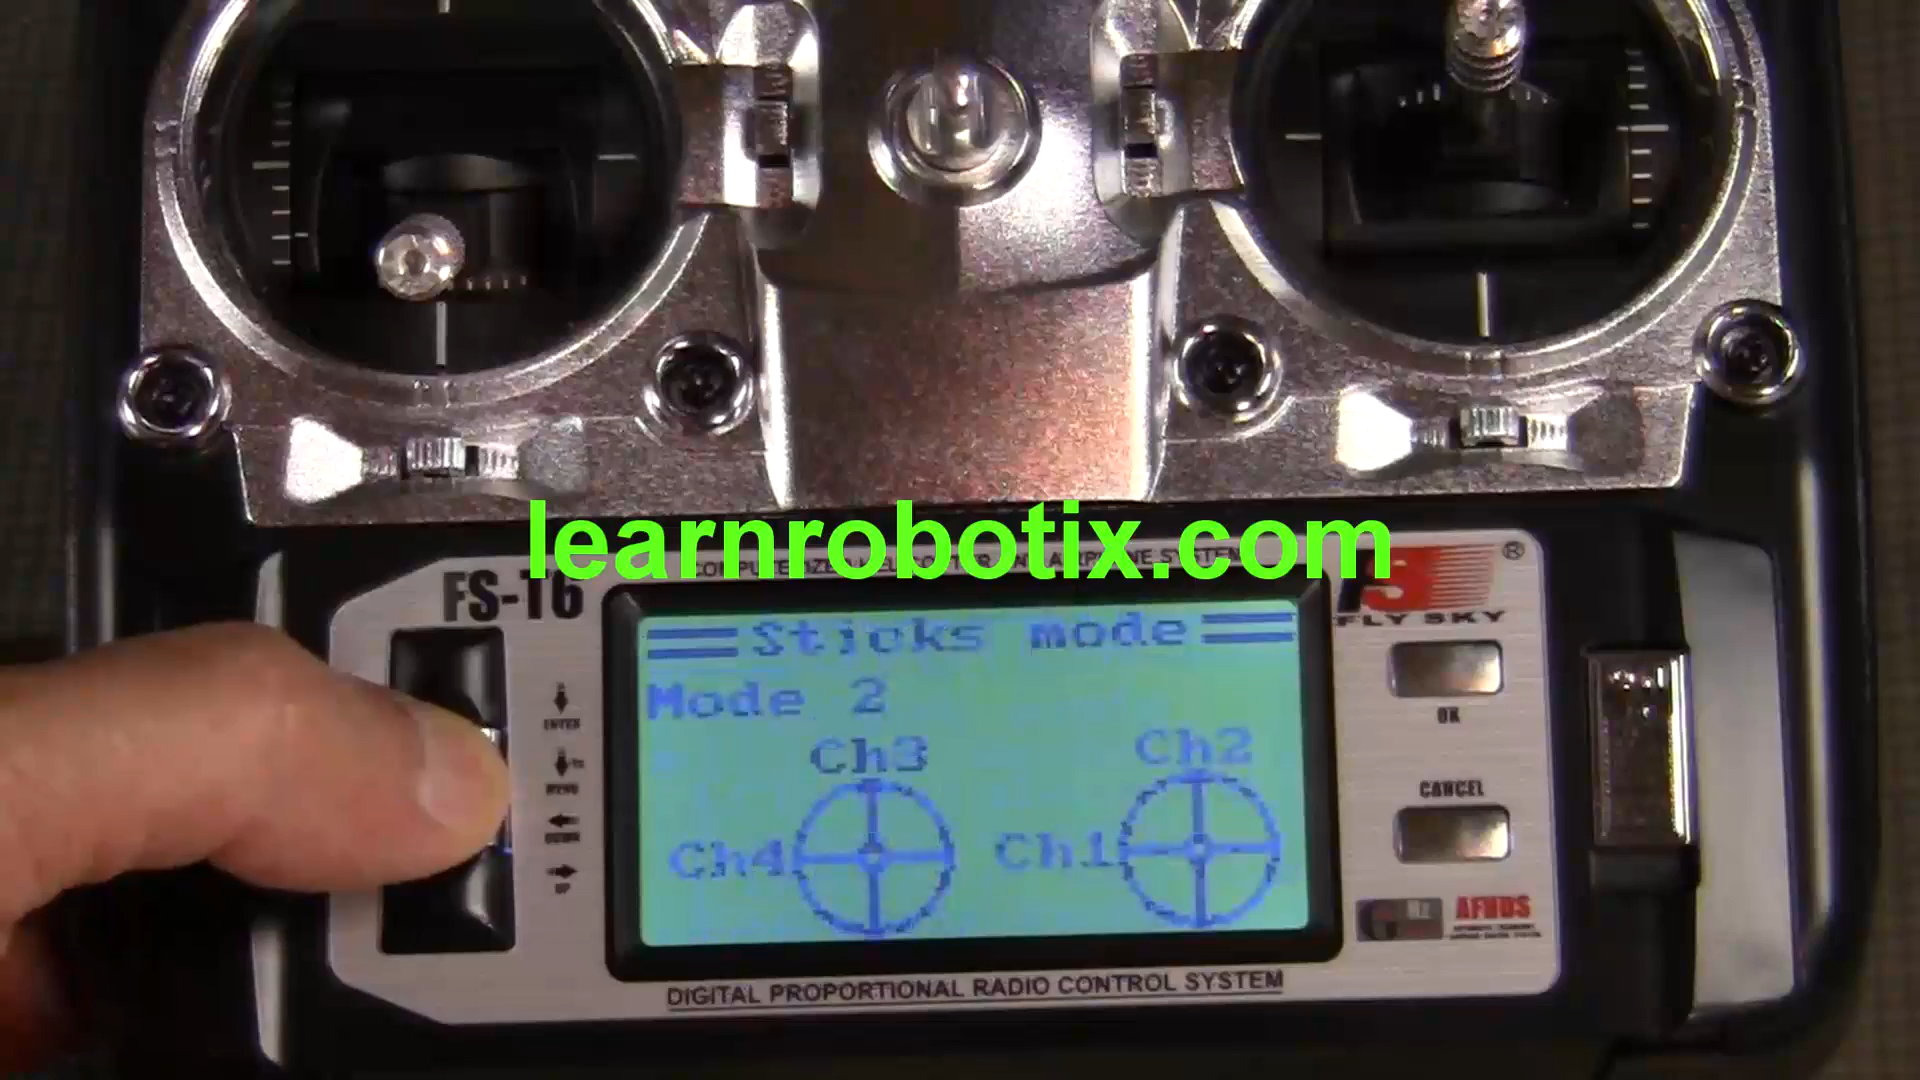 learnrobotix.com
FS-T6
FLY SKY
®
Sticks mode
Mode 2
Ch3
Ch2
Ch4
Ch1
ENTER
MENU
DOWN
UP
OK
CANCEL
AFHDS
DIGITAL PROPORTIONAL RADIO CONTROL SYSTEM